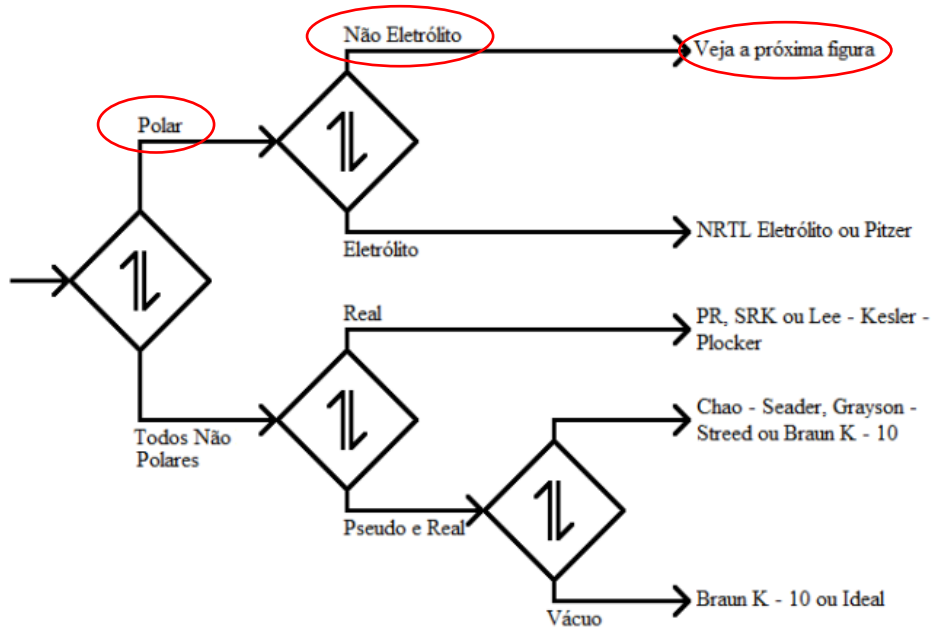 Não Eletrólito
Veja a próxima figura
Polar
NRTL Eletrólito ou Pitzer
Eletrólito
Real
PR, SRK ou Lee - Kesler -
Plocker
Chao - Seader, Grayson -
Streed ou Braun K - 10
Todos Não
Polares
Pseudo e Real
Braun K - 10 ou Ideal
Vácuo